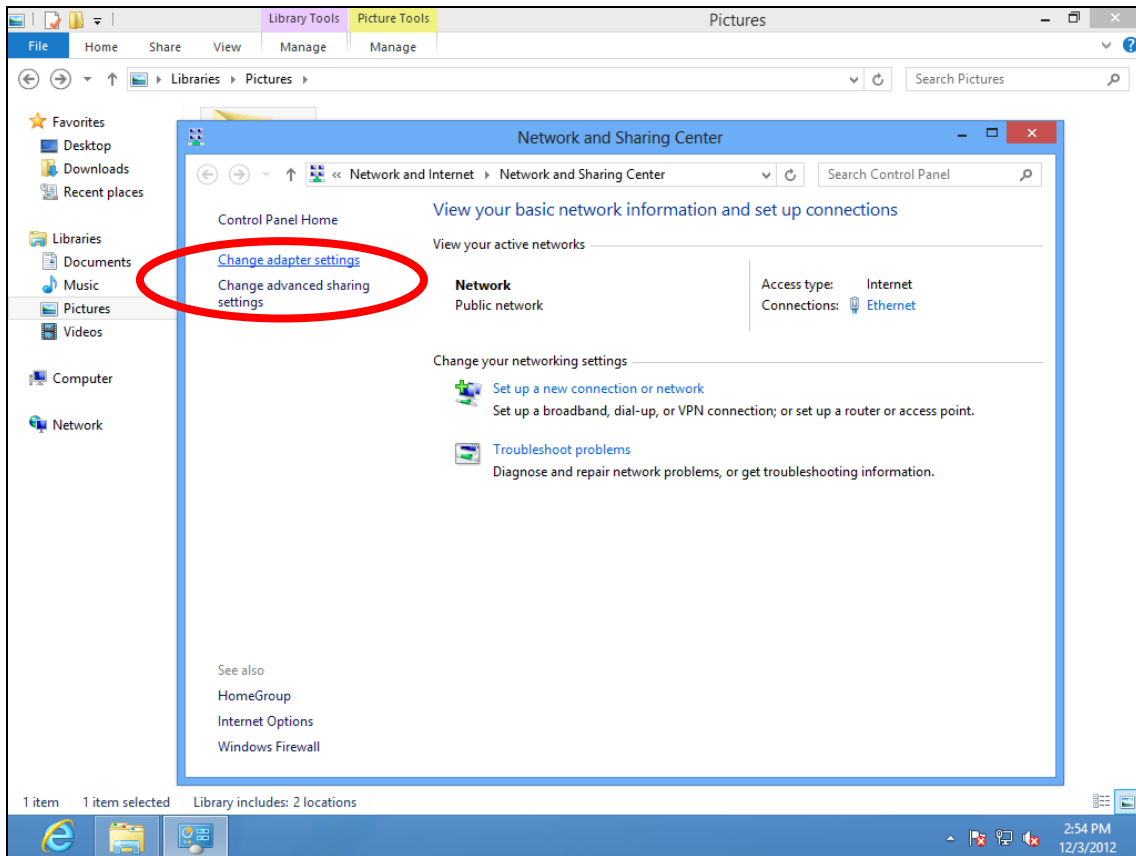 Library Tools
Picture Tools
Pictures
File
Home
Share
View
Manage
Manage
Libraries
Pictures
Search Pictures
Favorites
Desktop
Downloads
Recent places
Libraries
Documents
Music
Pictures
Videos
Computer
Network
Network and Sharing Center
« Network and Internet
Network and Sharing Center
Search Control Panel
Control Panel Home
Change adapter settings
Change advanced sharing
settings
View your basic network information and set up connections
View your active networks
Network
Public network
Access type: Internet
Connections: Ethernet
Change your networking settings
Set up a new connection or network
Set up a broadband, dial-up, or VPN connection; or set up a router or access point.
Troubleshoot problems
Diagnose and repair network problems, or get troubleshooting information.
See also
HomeGroup
Internet Options
Windows Firewall
1 item
1 item selected
Library includes: 2 locations
2:54 PM
12/3/2012